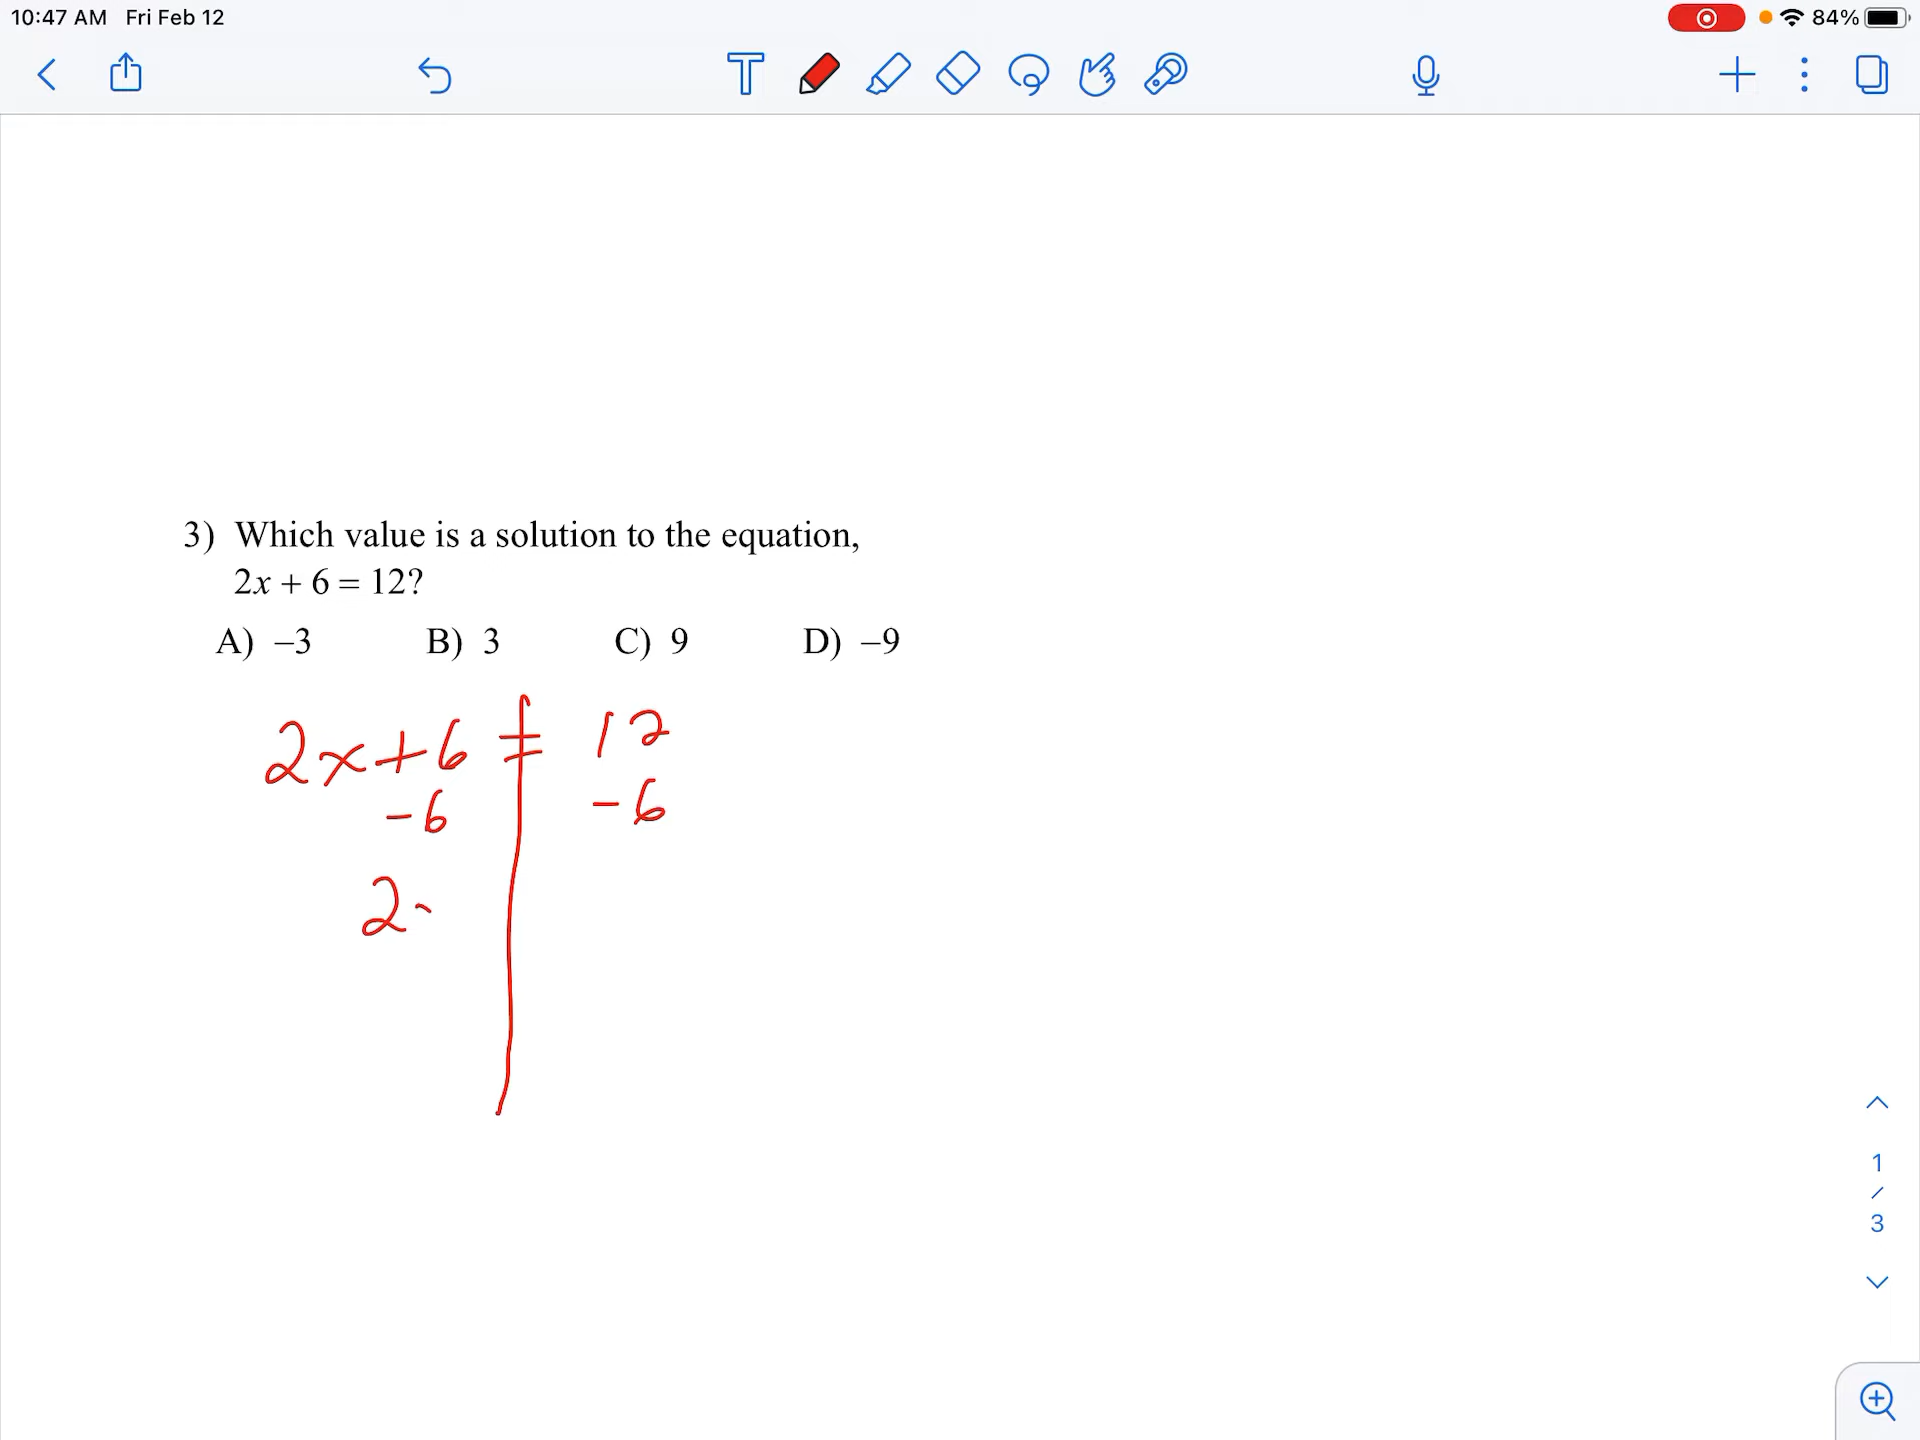 10:47 AM Fri Feb 12
84%
T
3) Which value is a solution to the equation,
2x + 6 = 12?
A) –3 B) 3 C) 9 D) –9
2x+6 = 12
-6 -6
2
1
/
3